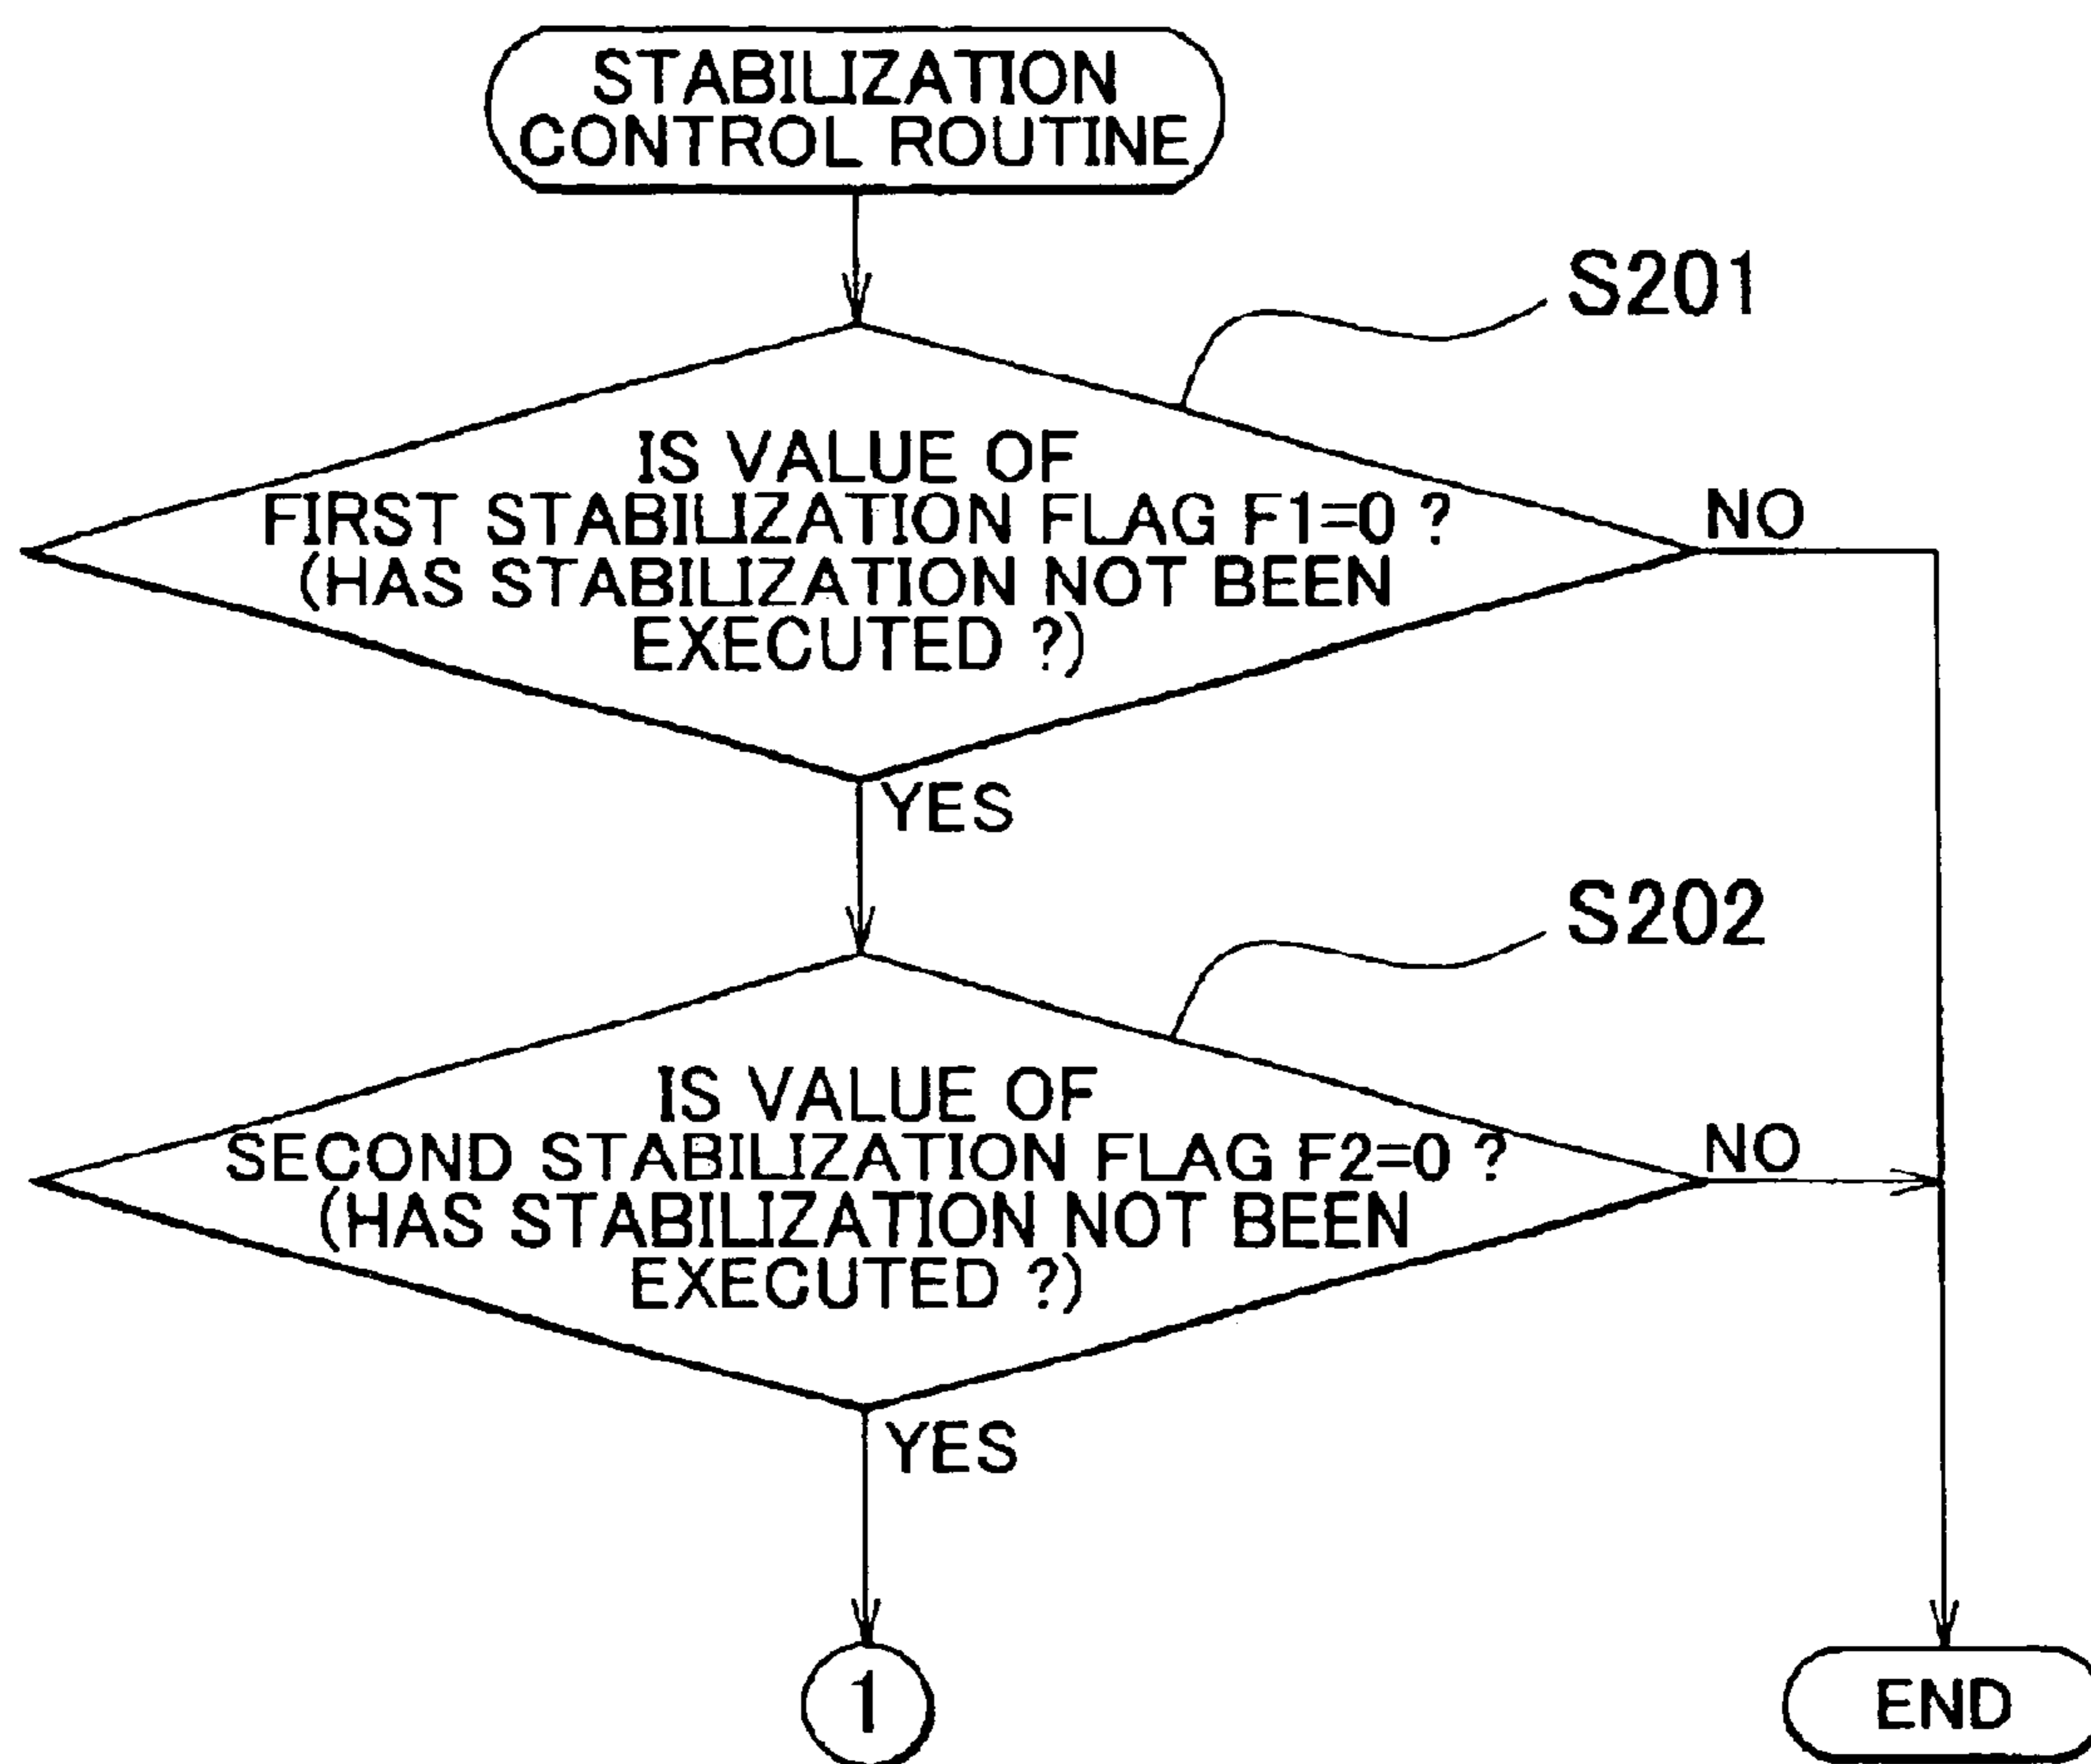 STABILIZATION
CONTROL ROUTINE
S201
IS VALUE OF
FIRST STABILIZATION FLAG F1=0 ?
(HAS STABILIZATION NOT BEEN
EXECUTED ?)
NO
YES
S202
IS VALUE OF
SECOND STABILIZATION FLAG F2=0 ?
(HAS STABILIZATION NOT BEEN
EXECUTED ?)
NO
YES
1
END